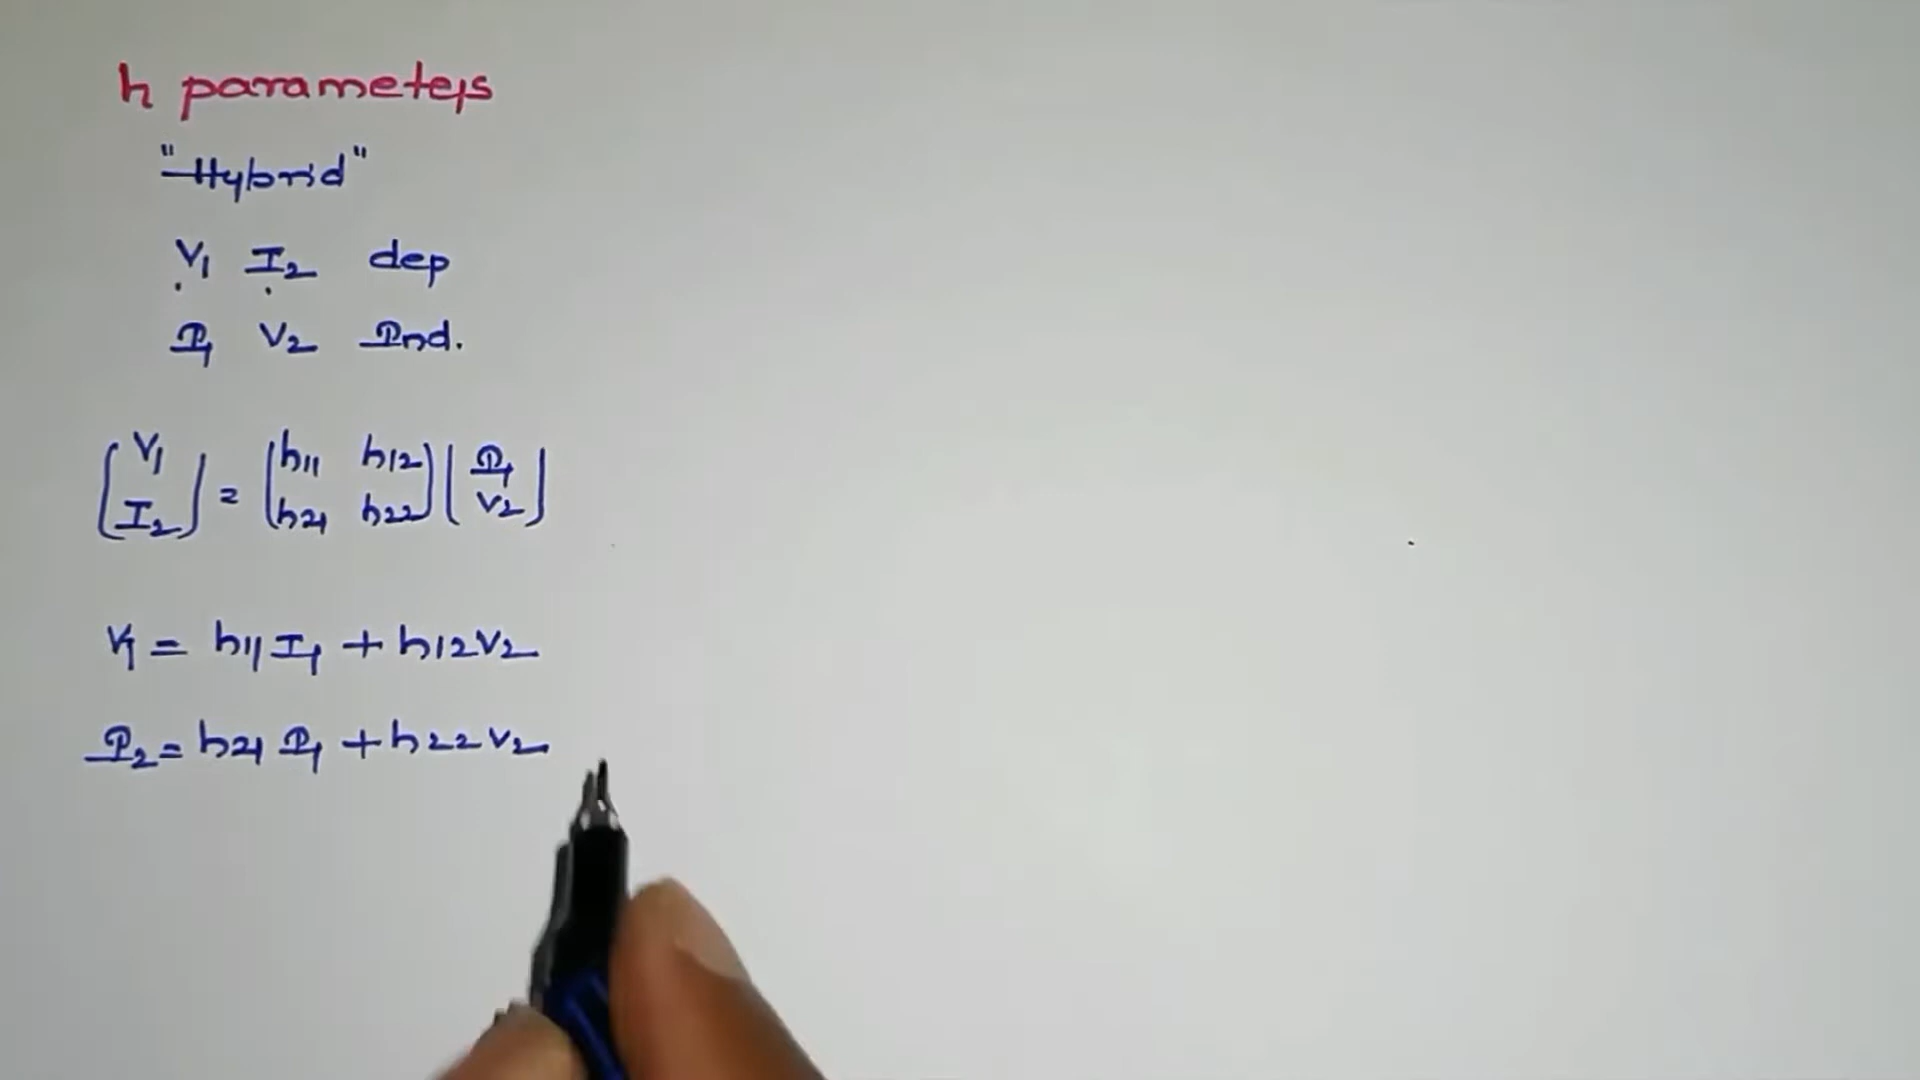 h parameters
"Hybrid"
V1 I2 dep
I1 V2 Ind.
[V1 I2] = [h11 h12 h21 h22] [I1 V2]
V1 = h11 I1 + h12 V2
I2 = h21 I1 + h22 V2